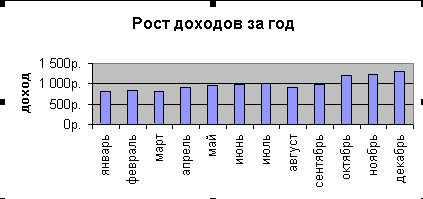 Рост доходов за год
доход
1 500р.
1 000р.
500р.
0р.
январь
февраль
март
апрель
май
июнь
июль
август
сентябрь
октябрь
ноябрь
декабрь